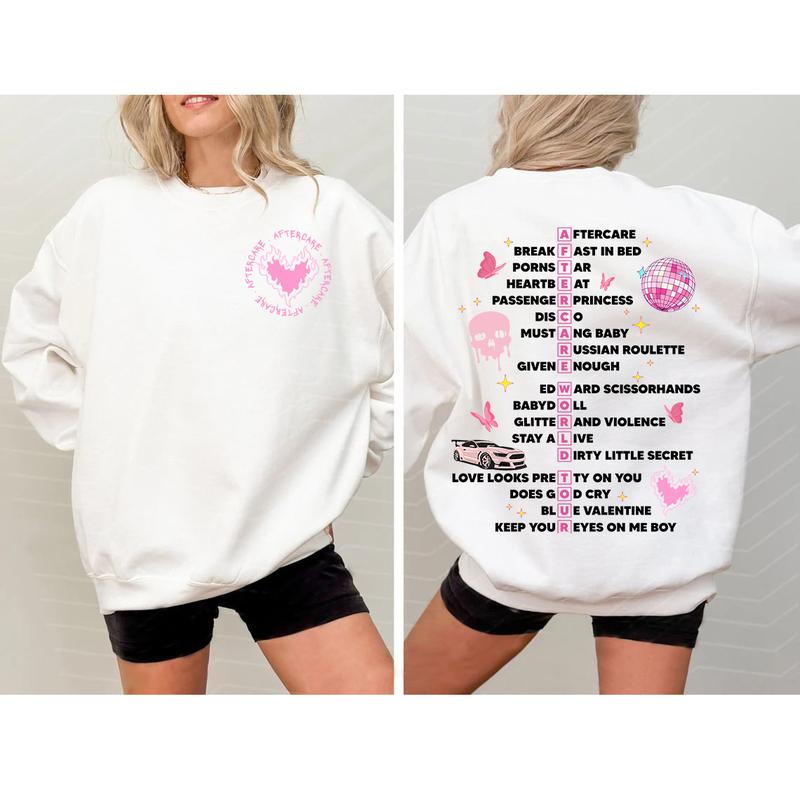 AFTERCARE · AFTERCARE · AFTERCARE · AFTERCARE ·
AFTERCARE
BREAKFAST IN BED
PORNSTAR
HEARTBEAT
PASSENGER PRINCESS
DISCO
MUSTANG BABY
RUSSIAN ROULETTE
GIVEN ENOUGH
EDWARD SCISSORHANDS
BABYDOLL
GLITTER AND VIOLENCE
STAY ALIVE
DIRTY LITTLE SECRET
LOVE LOOKS PRETTY ON YOU
DOES GOD CRY
BLUE VALENTINE
KEEP YOUR EYES ON ME BOY